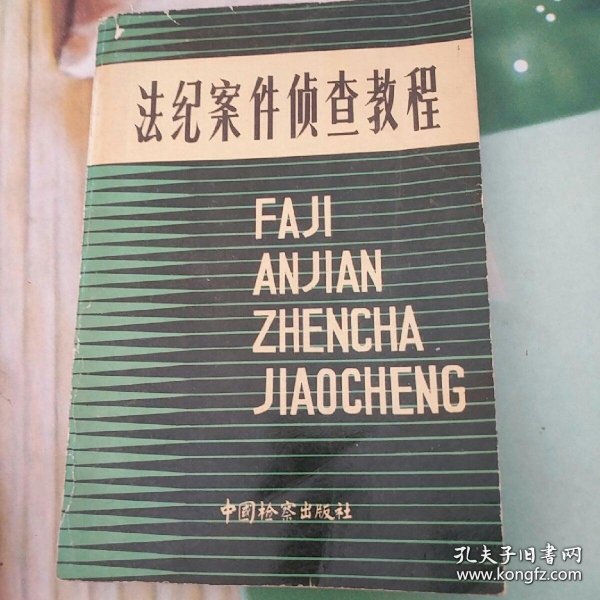 法纪案件侦查教程
FAJI
ANJIAN
ZHENCHA
JIAOCHENG
中国检察出版社
孔夫子旧书网
www.kongfz.com